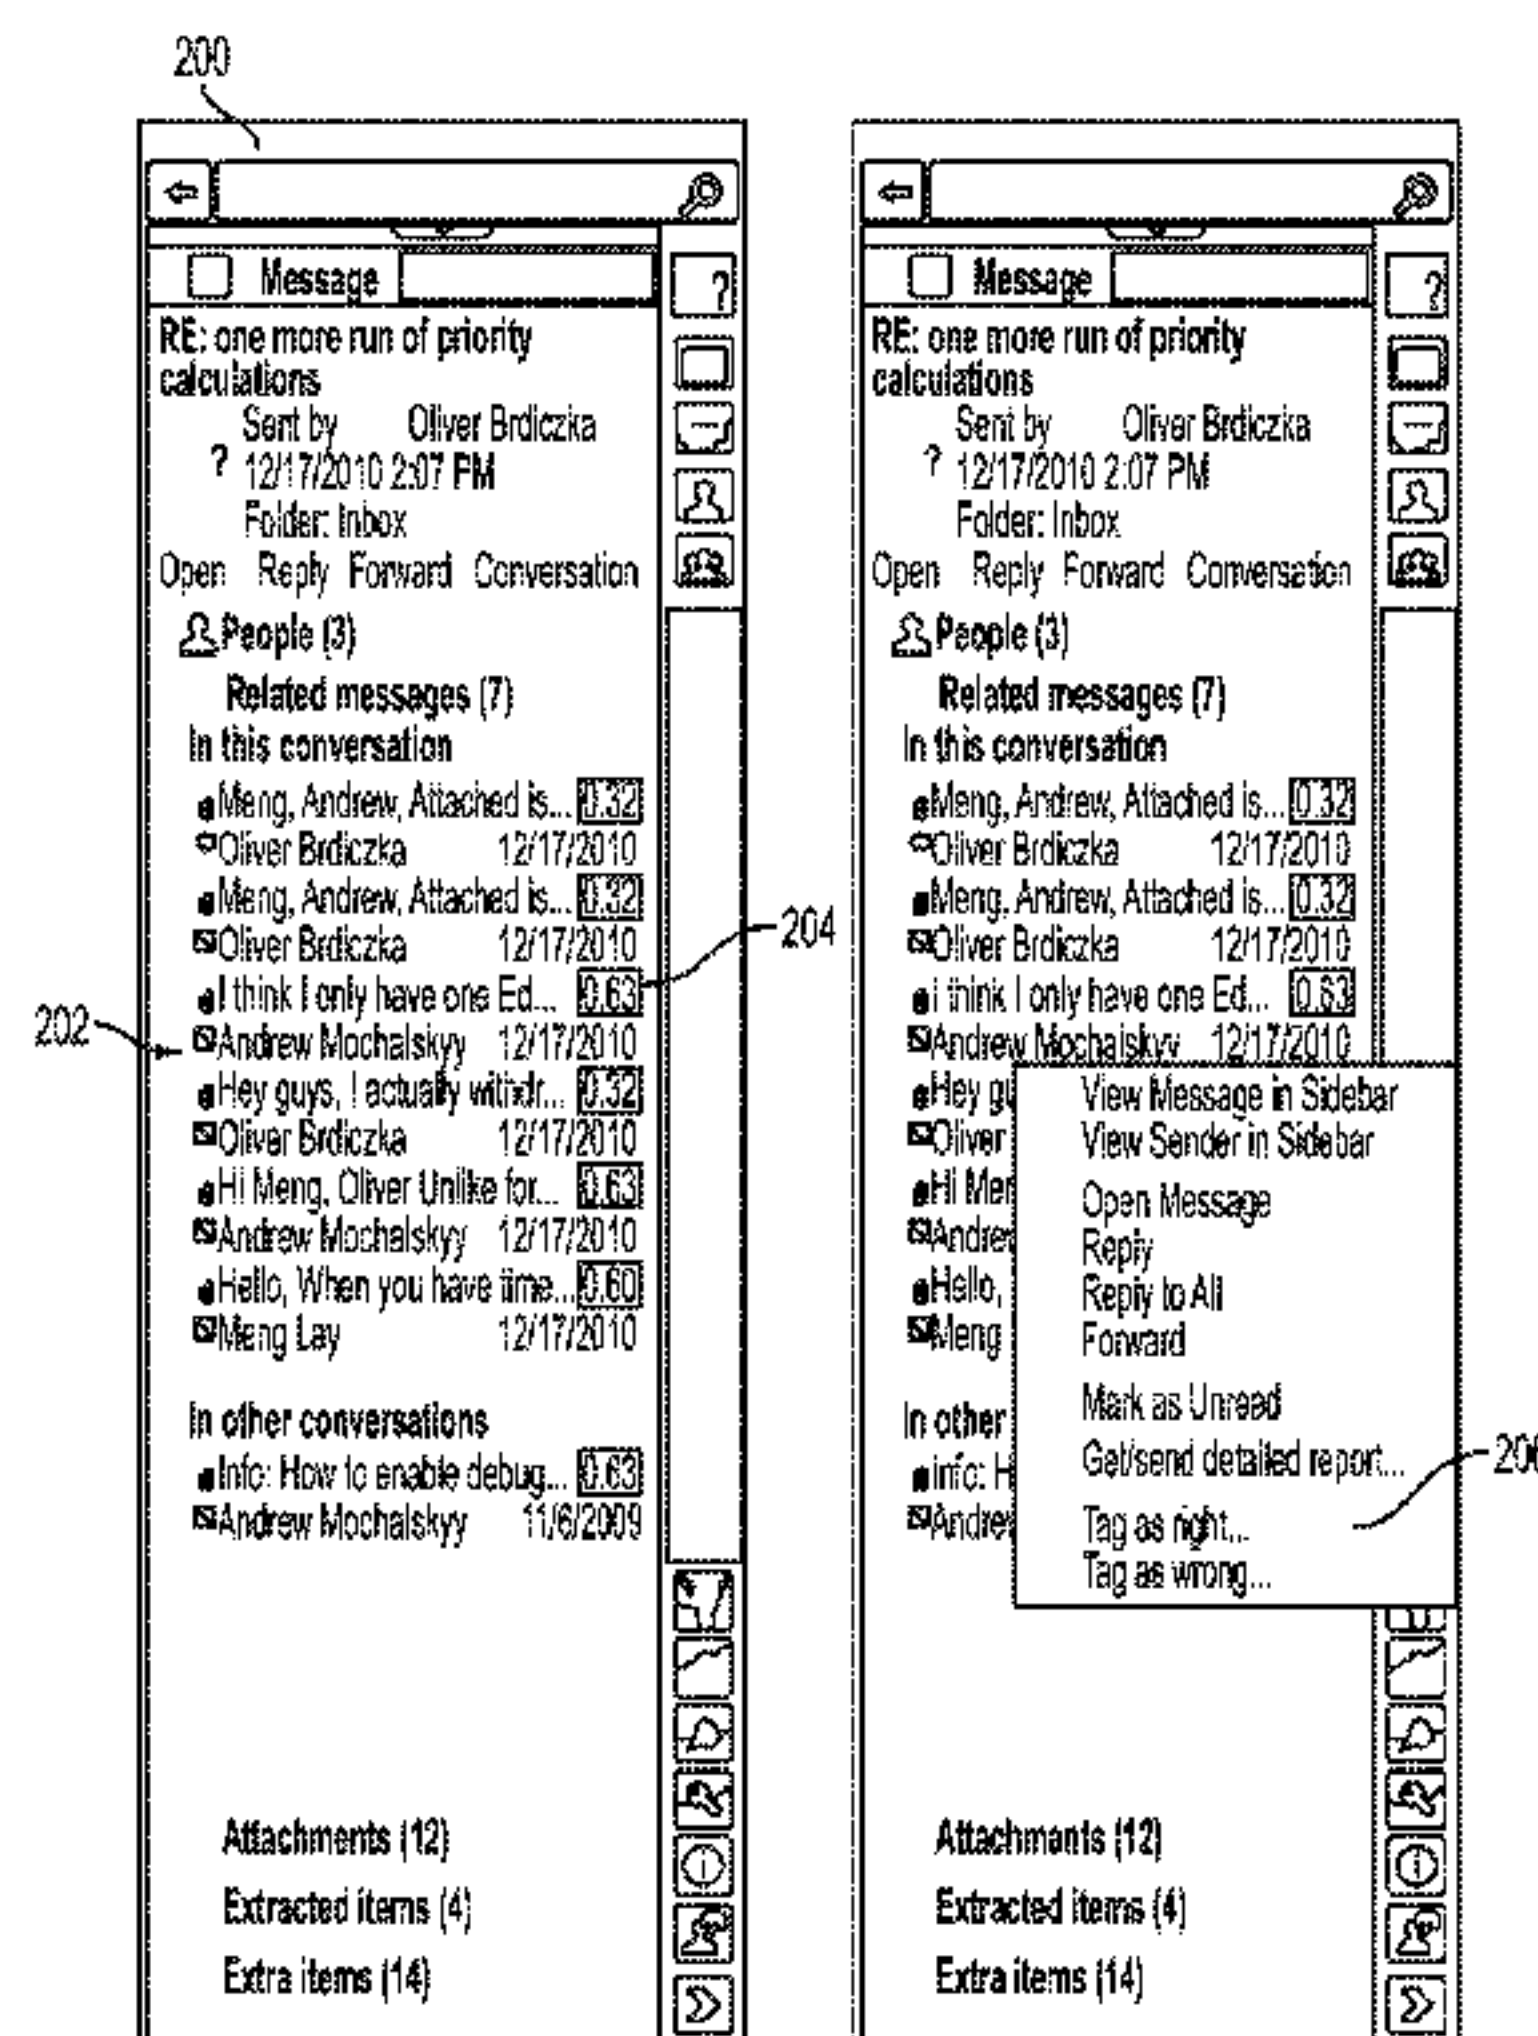 200
Message
?
RE: one more run of priority
calculations
Sent by Oliver Brdiczka
? 12/17/2010 2:07 PM
Folder: Inbox
Open Reply Forward Conversation
People (3)
Related messages (7)
In this conversation
Meng, Andrew, Attached is... 0.32
Oliver Brdiczka 12/17/2010
Meng, Andrew, Attached is... 0.32
Oliver Brdiczka 12/17/2010
204
I think I only have one Ed... 0.63
202
Andrew Mochalskyy 12/17/2010
Hey guys, I actually withdr... 0.32
Oliver Brdiczka 12/17/2010
Hi Meng, Oliver Unlike for... 0.63
Andrew Mochalskyy 12/17/2010
Hello, When you have time... 0.60
Meng Lay 12/17/2010
In other conversations
Info: How to enable debug... 0.63
Andrew Mochalskyy 11/6/2009
Attachments (12)
Extracted items (4)
Extra items (14)
Message
?
RE: one more run of priority
calculations
Sent by Oliver Brdiczka
? 12/17/2010 2:07 PM
Folder: Inbox
Open Reply Forward Conversation
People (3)
Related messages (7)
In this conversation
Meng, Andrew, Attached is... 0.32
Oliver Brdiczka 12/17/2010
Meng, Andrew, Attached is... 0.32
Oliver Brdiczka 12/17/2010
I think I only have one Ed... 0.63
Andrew Mochalskyy 12/17/2010
Hey gu
Oliver
Hi Men
Andrew
Hello,
Meng
In other
Info: H
Andrew
View Message in Sidebar
View Sender in Sidebar
Open Message
Reply
Reply to All
Forward
Mark as Unread
Get/send detailed report...
206
Tag as right...
Tag as wrong...
Attachments (12)
Extracted items (4)
Extra items (14)